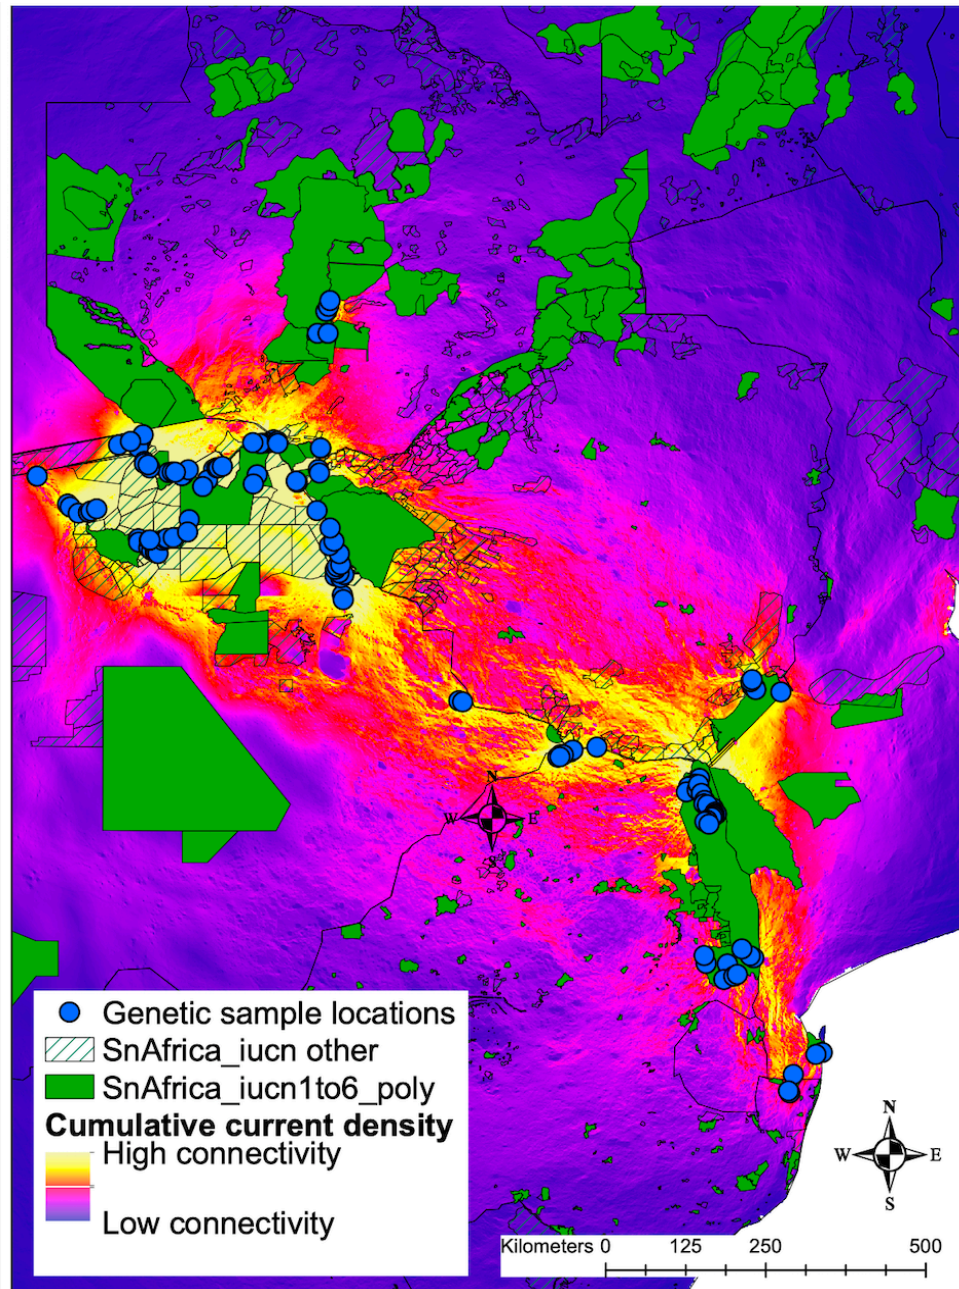 N
W E
S
Genetic sample locations
SnAfrica_iucn other
SnAfrica_iucn1to6_poly
Cumulative current density
High connectivity
Low connectivity
N
W E
S
Kilometers 0 125 250 500